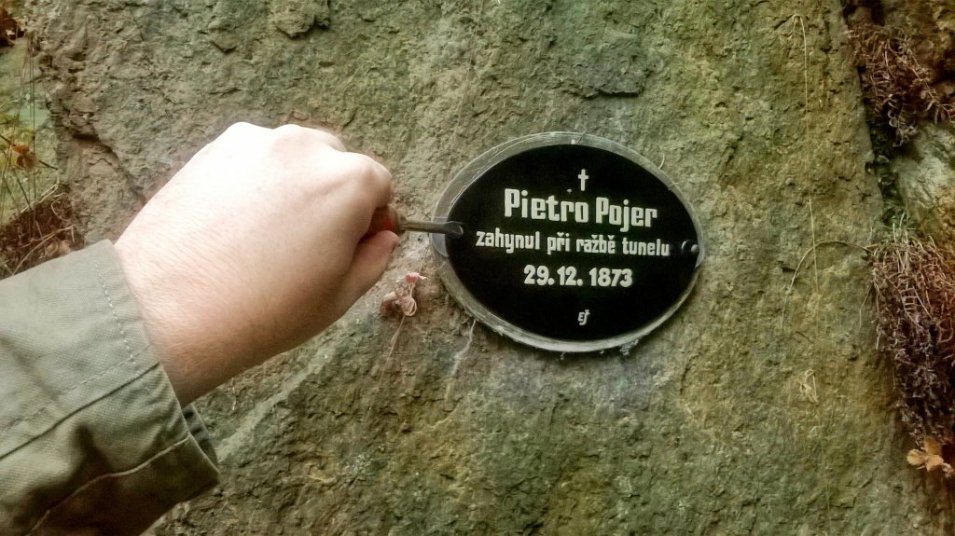 Pietro Pojer
zahynul při ražbě tunelu
29.12. 1873